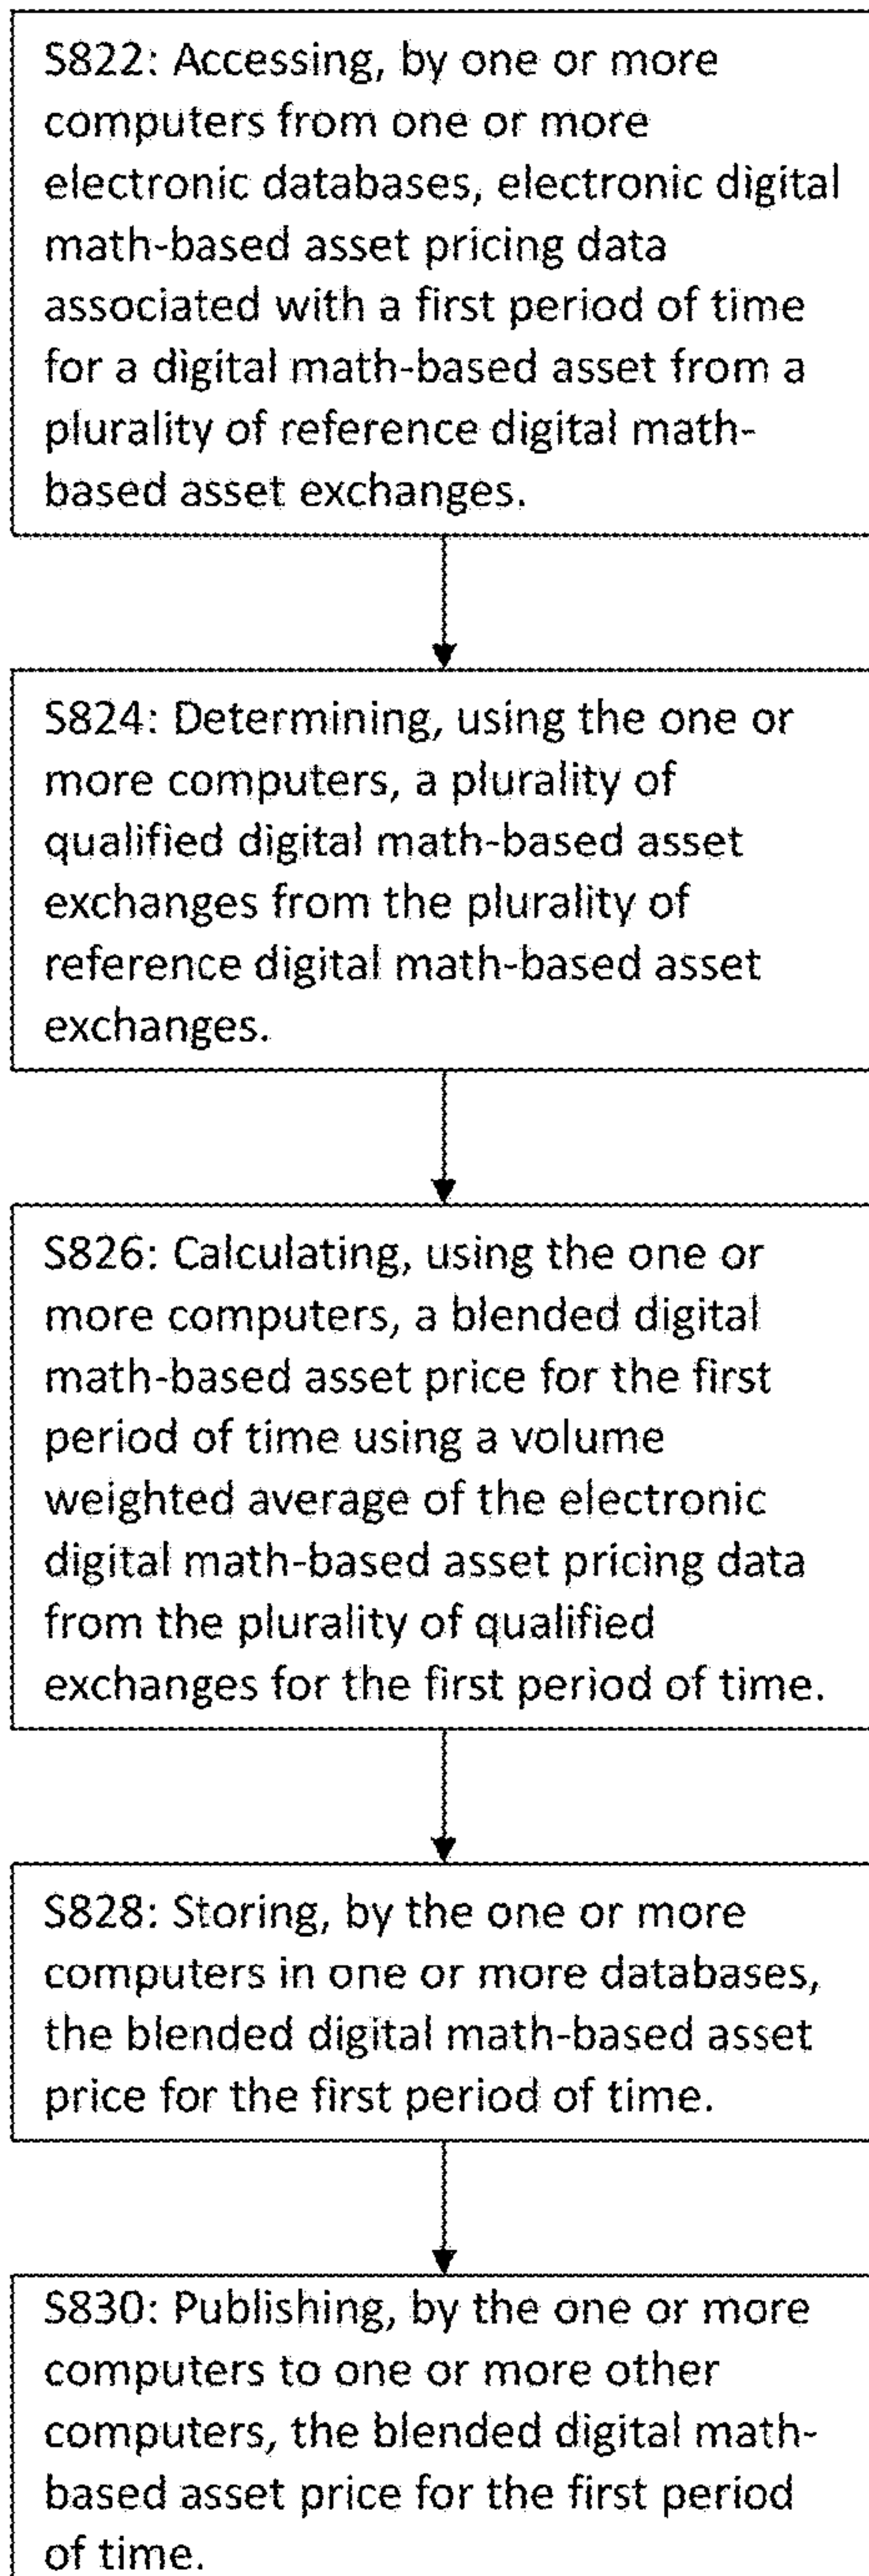 S822: Accessing, by one or more
computers from one or more
electronic databases, electronic digital
math-based asset pricing data
associated with a first period of time
for a digital math-based asset from a
plurality of reference digital math-
based asset exchanges.
S824: Determining, using the one or
more computers, a plurality of
qualified digital math-based asset
exchanges from the plurality of
reference digital math-based asset
exchanges.
S826: Calculating, using the one or
more computers, a blended digital
math-based asset price for the first
period of time using a volume
weighted average of the electronic
digital math-based asset pricing data
from the plurality of qualified
exchanges for the first period of time.
S828: Storing, by the one or more
computers in one or more databases,
the blended digital math-based asset
price for the first period of time.
S830: Publishing, by the one or more
computers to one or more other
computers, the blended digital math-
based asset price for the first period
of time.